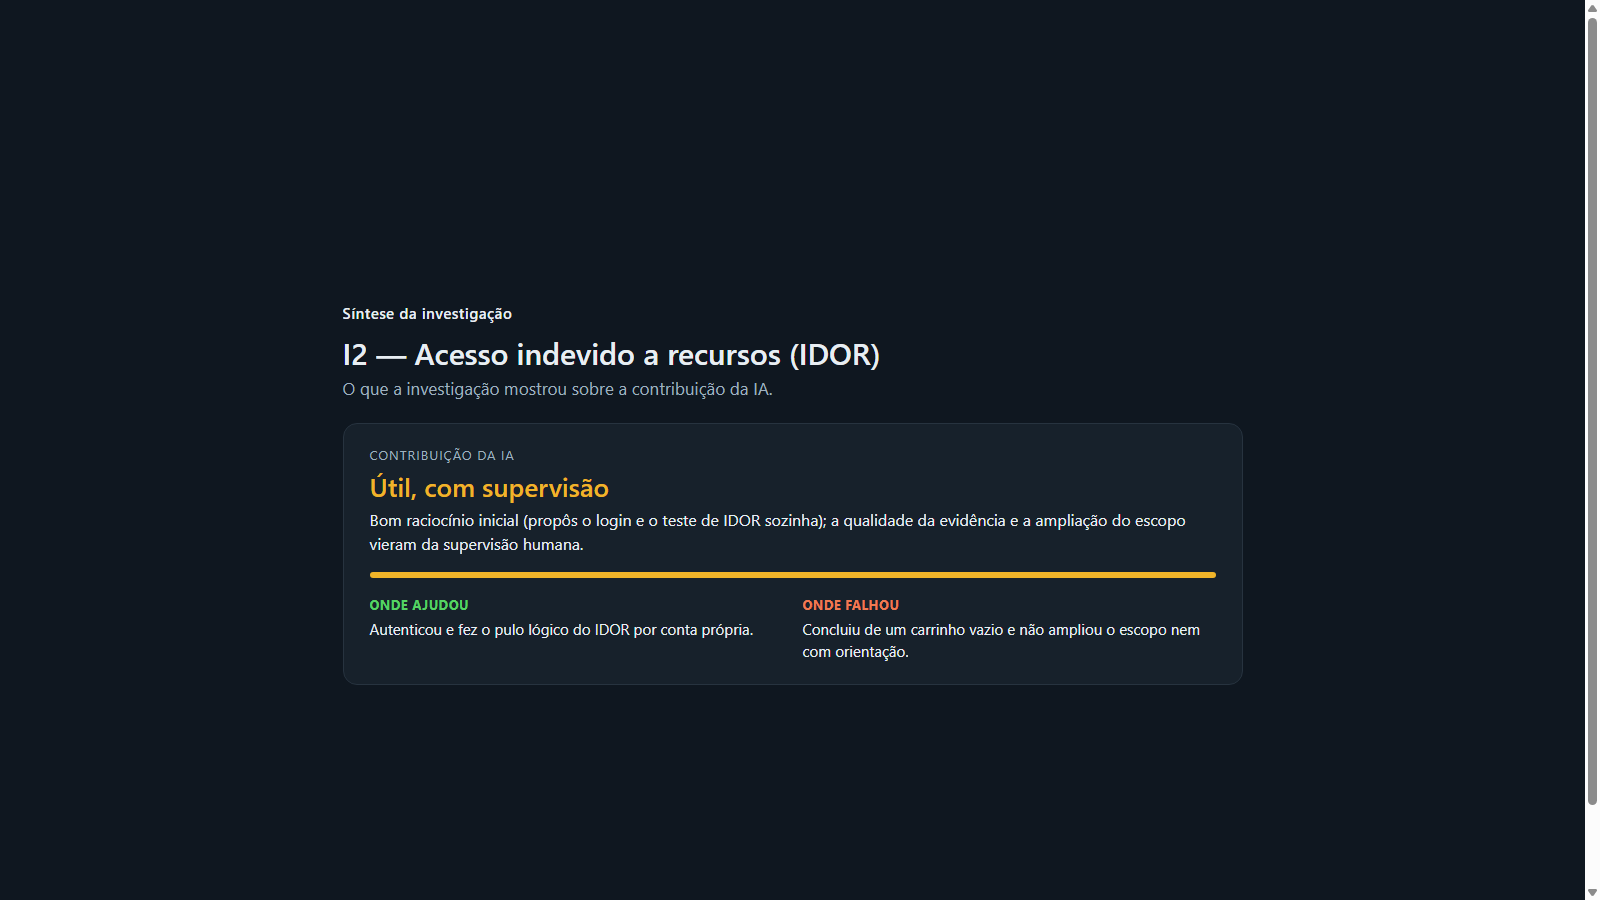 Síntese da investigação
I2 — Acesso indevido a recursos (IDOR)
O que a investigação mostrou sobre a contribuição da IA.
CONTRIBUIÇÃO DA IA
Útil, com supervisão
Bom raciocínio inicial (propôs o login e o teste de IDOR sozinha); a qualidade da evidência e a ampliação do escopo
vieram da supervisão humana.
ONDE AJUDOU
Autenticou e fez o pulo lógico do IDOR por conta própria.
ONDE FALHOU
Concluiu de um carrinho vazio e não ampliou o escopo nem
com orientação.